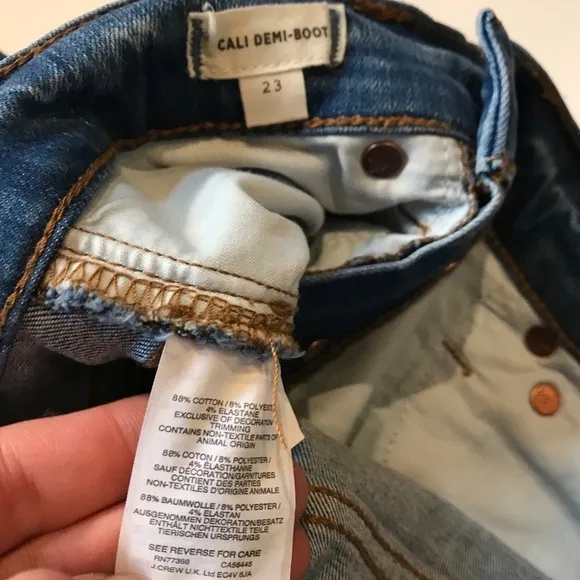 CALI DEMI-BOOT
23
88% COTTON / 8% POLYESTER /
4% ELASTANE
EXCLUSIVE OF DECORATION
TRIMMING
CONTAINS NON-TEXTILE PARTS OF
ANIMAL ORIGIN
88% COTON / 8% POLYESTER /
4% ELASTHANNE
SAUF DÉCORATION/GARNITURES
CONTIENT DES PARTIES
NON-TEXTILES D'ORIGINE ANIMALE
88% BAUMWOLLE / 8% POLYESTER /
4% ELASTAN
AUSGENOMMEN DEKORATION/BESATZ
ENTHÄLT NICHTTEXTILE TEILE
TIERISCHEN URSPRUNGS
SEE REVERSE FOR CARE
RN77388 CA56445
J.CREW U.K. Ltd EC4V 6JA